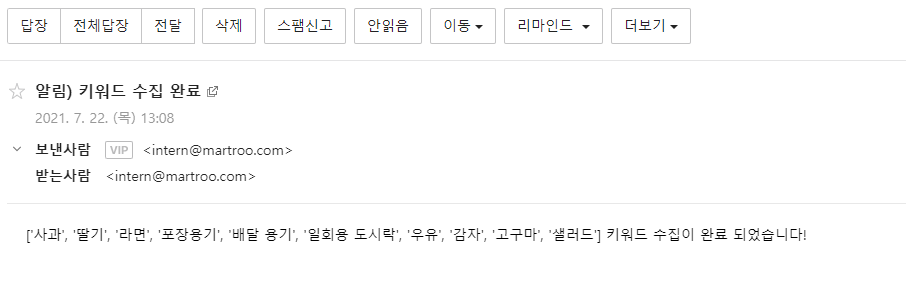 답장 전체답장 전달 삭제 스팸신고 안읽음 이동 리마인드 더보기
알림) 키워드 수집 완료
2021. 7. 22. (목) 13:08
보낸사람 VIP <intern@martroo.com>
받는사람 <intern@martroo.com>
['사과', '딸기', '라면', '포장용기', '배달 용기', '일회용 도시락', '우유', '감자', '고구마', '샐러드'] 키워드 수집이 완료 되었습니다!